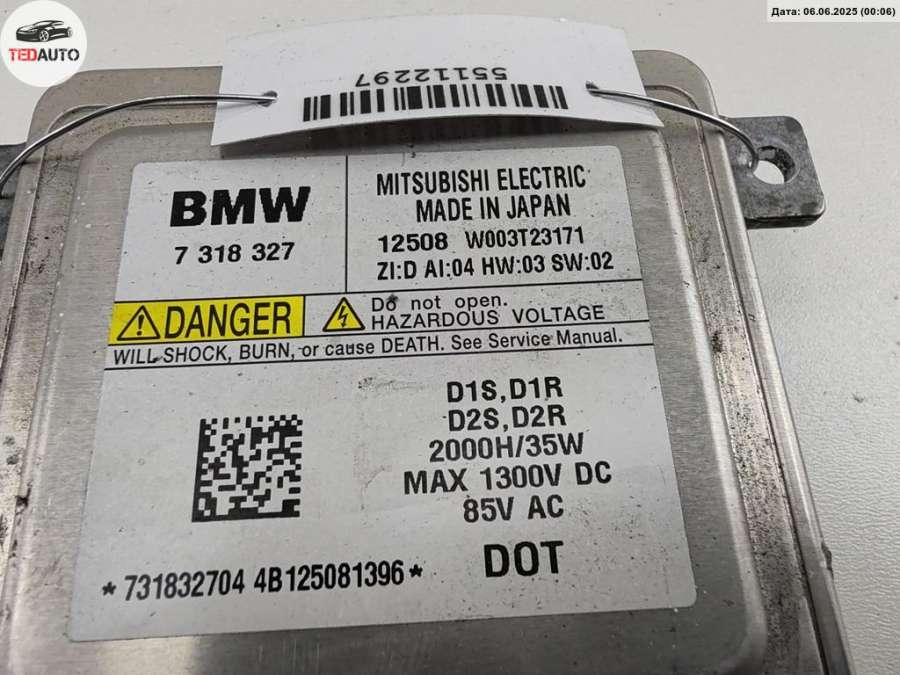 TEDAUTO
Дата: 06.06.2025 (00:06)
55112297
BMW
7 318 327
MITSUBISHI ELECTRIC
MADE IN JAPAN
12508 W003T23171
ZI:D AI:04 HW:03 SW:02
DANGER
Do not open.
HAZARDOUS VOLTAGE
WILL SHOCK, BURN, or cause DEATH. See Service Manual.
D1S,D1R
D2S,D2R
2000H/35W
MAX 1300V DC
85V AC
DOT
*731832704 4B125081396*